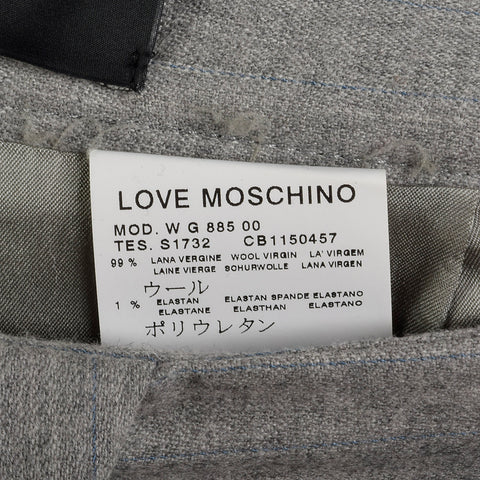 LOVE MOSCHINO
MOD. W G 885 00
TES. S1732 CB1150457
99 % LANA VERGINE WOOL VIRGIN LA' VIRGEM
LAINE VIERGE SCHURWOLLE LANA VIRGEN
ウール
1 % ELASTAN ELASTAN SPANDE ELASTANO
ELASTANE ELASTHAN ELASTANO
ポリウレタン